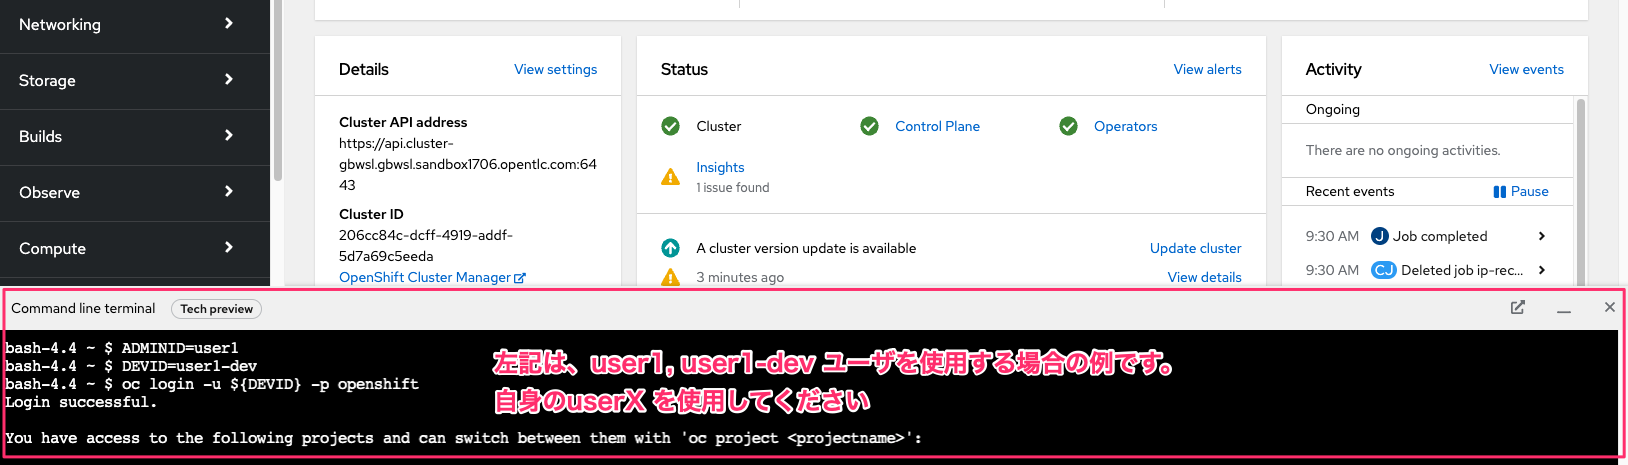 Networking
Storage
Builds
Observe
Compute
Details
View settings
Cluster API address
https://api.cluster-
gbwsl.gbwsl.sandbox1706.opentlc.com:64
43
Cluster ID
206cc84c-dcff-4919-addf-
5d7a69c5eeda
OpenShift Cluster Manager
Status
View alerts
Cluster
Control Plane
Operators
Insights
1 issue found
A cluster version update is available
Update cluster
3 minutes ago
View details
Activity
View events
Ongoing
There are no ongoing activities.
Recent events
Pause
9:30 AM J Job completed
9:30 AM CJ Deleted job ip-rec...
Command line terminal
Tech preview
bash-4.4 ~ $ ADMINID=user1
bash-4.4 ~ $ DEVID=user1-dev
bash-4.4 ~ $ oc login -u ${DEVID} -p openshift
Login successful.
左記は、user1, user1-dev ユーザを使用する場合の例です。
自身のuserX を使用してください
You have access to the following projects and can switch between them with 'oc project <projectname>':